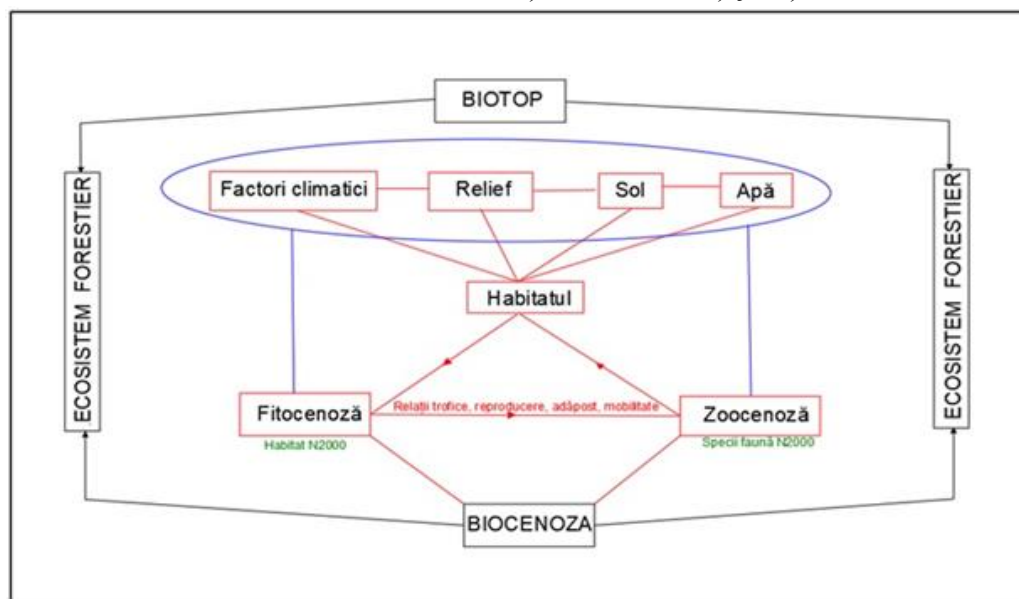 BIOTOP
Factori climatici
Relief
Sol
Apă
ECOSISTEM FORESTIER
ECOSISTEM FORESTIER
Habitatul
Relații trofice, reproducere, adăpost, mobilitate
Fitocenoză
Zoocenoză
Habitat N2000
Specii faună N2000
BIOCENOZA